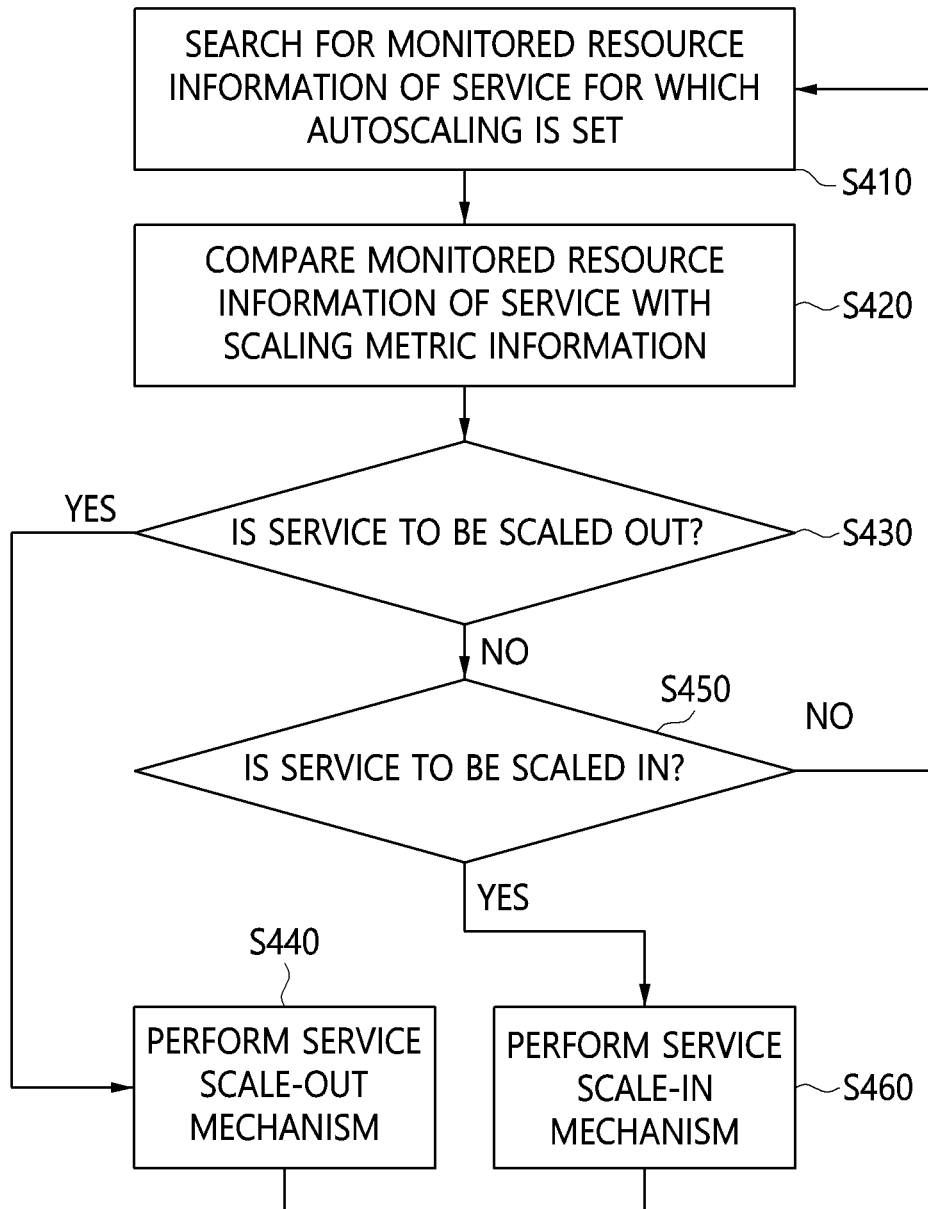 SEARCH FOR MONITORED RESOURCE
INFORMATION OF SERVICE FOR WHICH
AUTOSCALING IS SET
S410
COMPARE MONITORED RESOURCE
INFORMATION OF SERVICE WITH
SCALING METRIC INFORMATION
S420
YES
IS SERVICE TO BE SCALED OUT?
S430
NO
S450
NO
IS SERVICE TO BE SCALED IN?
YES
S440
PERFORM SERVICE
SCALE-OUT
MECHANISM
PERFORM SERVICE
SCALE-IN
MECHANISM
S460